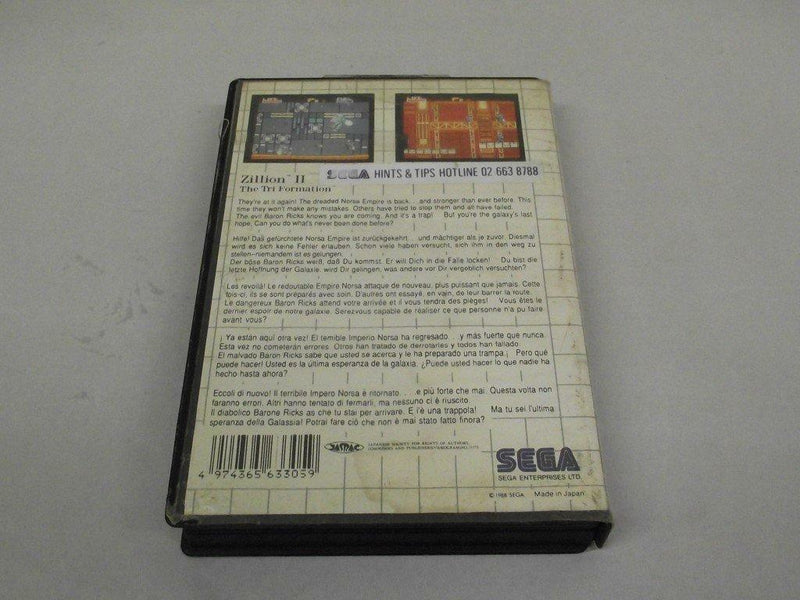 SEGA HINTS & TIPS HOTLINE 02 663 8788
Zillion™ II
The Tri Formation
They're at it again! The dreaded Norsa Empire is back... and stronger than ever before. This
time they won't make any mistakes. Others have tried to stop them and all have failed.
The evil Baron Ricks knows you are coming. And it's a trap! But you're the galaxy's last
hope. Can you do what's never been done before?
Hilfe! Das gefürchtete Norsa Empire ist zurückgekehrt... und mächtiger als je zuvor. Diesmal
wird es sich keine Fehler erlauben. Schon viele haben versucht, sich ihm in den weg zu
stellen-niemandem ist es gelungen.
Der böse Baron Ricks weiß, daß Du kommst. Er will Dich in die Falle locken! Du bist die
letzte Hoffnung der Galaxie. wird Dir gelingen, was andere vor Dir vergeblich versuchten?
Les revoilà! Le redoutable Empire Norsa attaque de nouveau, plus puissant que jamais. Cette
fois-ci, ils se sont préparés avec soin. D'autres ont essayé, en vain, de leur barrer la route.
Le dangereux Baron Ricks attend votre arrivée et il vous tendra des pièges! Vous êtes le
dernier espoir de notre galaxie. Serezvous capable de réaliser ce que personne n'a pu faire
avant vous?
¡Ya están aquí otra vez! El temible Imperio Norsa ha regresado... y más fuerte que nunca.
Esta vez no cometerán errores. Otros han tratado de derrotarles y todos han fallado.
El malvado Baron Ricks sabe que usted se acerca y le ha preparado una trampa. ¡Pero qué
puede hacer! Usted es la última esperanza de la galaxia. ¿Puede usted hacer lo que nadie ha
hecho hasta ahora?
Eccoli di nuovo! Il terribile Impero Norsa è ritornato... e più forte che mai. Questa volta non
faranno errori. Altri hanno tentato di fermarli, ma nessuno ci è riuscito.
Il diabolico Barone Ricks as che tu stai per arrivare. E i'è una trappola! Ma tu sei l'ultima
speranza della Galassia! Potrai fare ciò che non è mai stato fatto finora?
4 974365 633059
JASRAC
JAPANESE SOCIETY FOR RIGHTS OF AUTHORS,
COMPOSERS AND PUBLISHERS
SEGA
SEGA ENTERPRISES LTD.
© 1988 SEGA Made in Japan